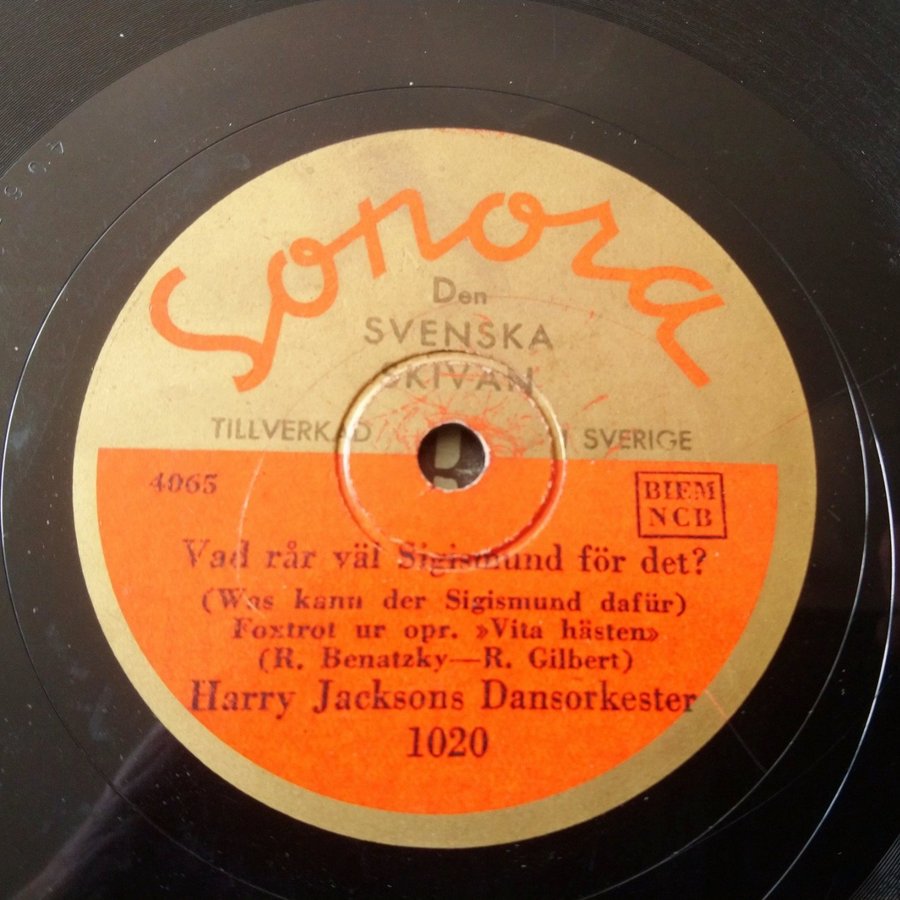 Sonora
Den
SVENSKA
SKIVAN
TILLVERKAD I SVERIGE
4065
BIEM
NCB
Vad rår väl Sigismund för det?
(Was kann der Sigismund dafür)
Foxtrot ur opr. »Vita hästen»
(R. Benatzky—R. Gilbert)
Harry Jacksons Dansorkester
1020